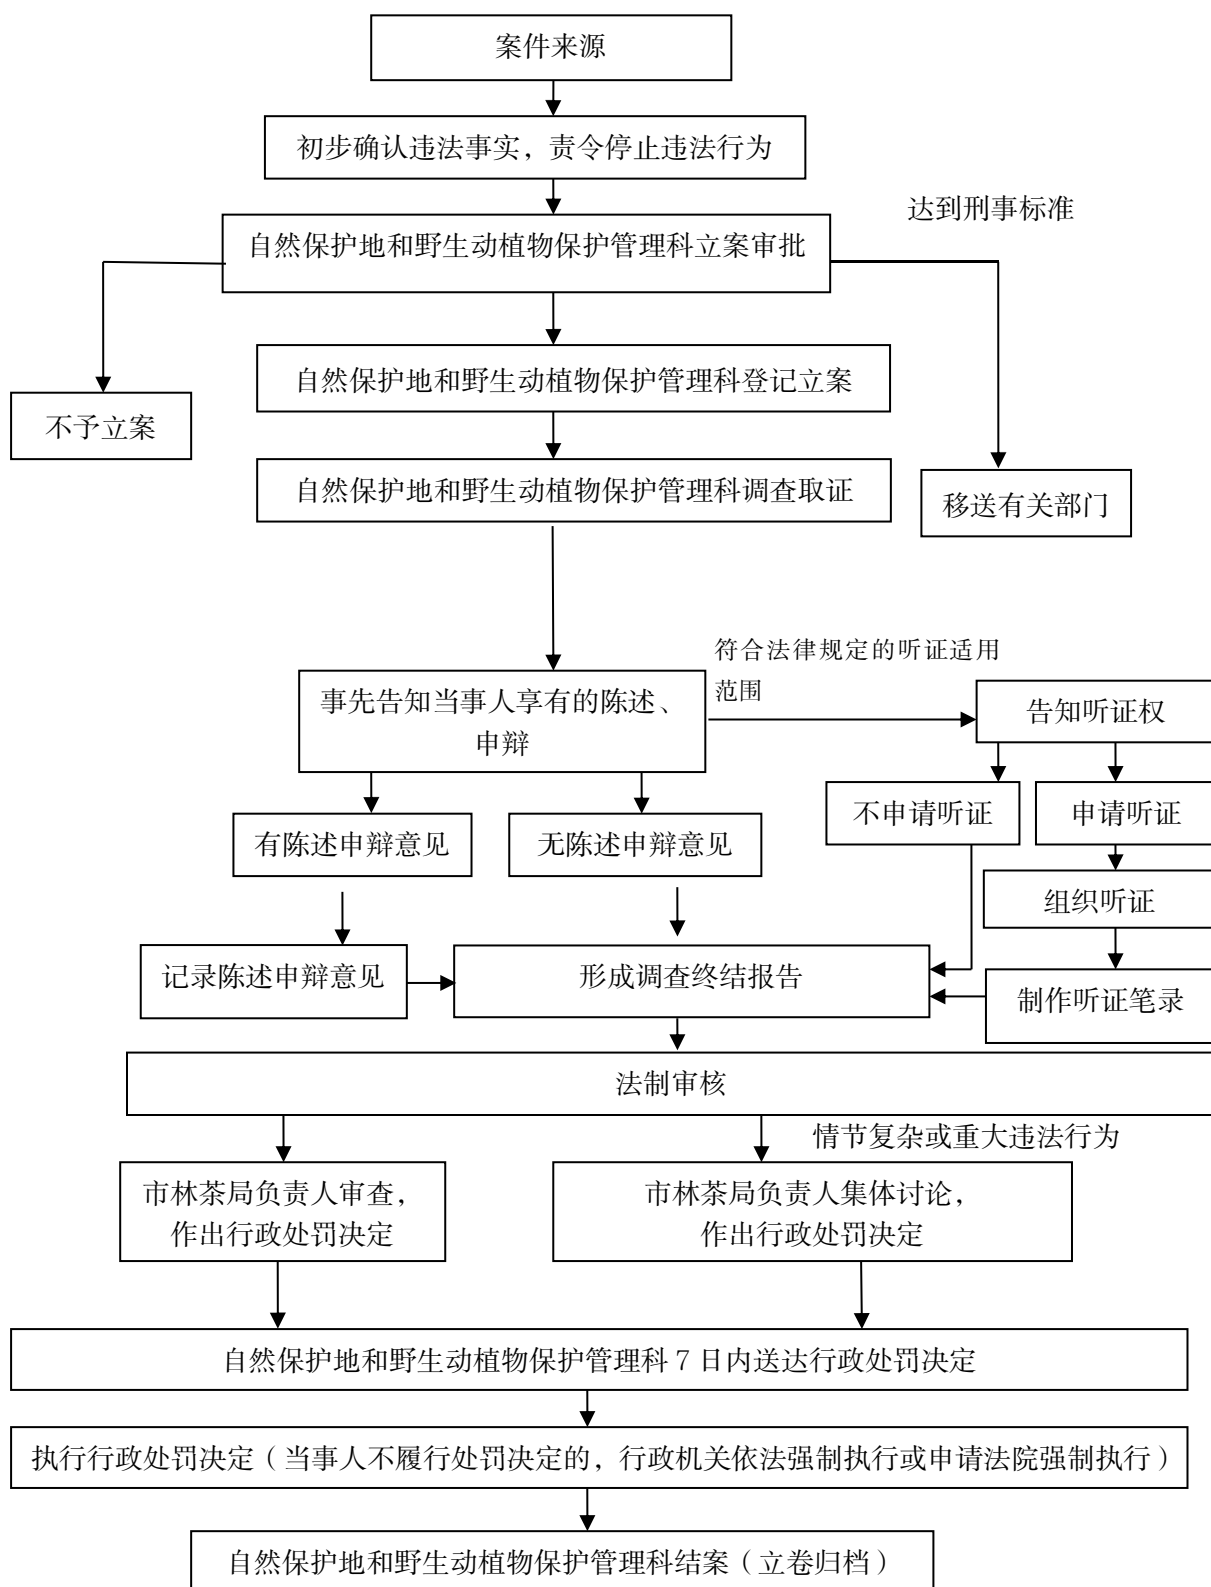 案件来源
初步确认违法事实，责令停止违法行为
达到刑事标准
自然保护地和野生动植物保护管理科立案审批
自然保护地和野生动植物保护管理科登记立案
不予立案
自然保护地和野生动植物保护管理科调查取证
移送有关部门
符合法律规定的听证适用
范围
事先告知当事人享有的陈述、
申辩
告知听证权
不申请听证
申请听证
有陈述申辩意见
无陈述申辩意见
组织听证
记录陈述申辩意见
形成调查终结报告
制作听证笔录
法制审核
情节复杂或重大违法行为
市林茶局负责人审查，
作出行政处罚决定
市林茶局负责人集体讨论，
作出行政处罚决定
自然保护地和野生动植物保护管理科 7 日内送达行政处罚决定
执行行政处罚决定（当事人不履行处罚决定的，行政机关依法强制执行或申请法院强制执行）
自然保护地和野生动植物保护管理科结案（立卷归档）